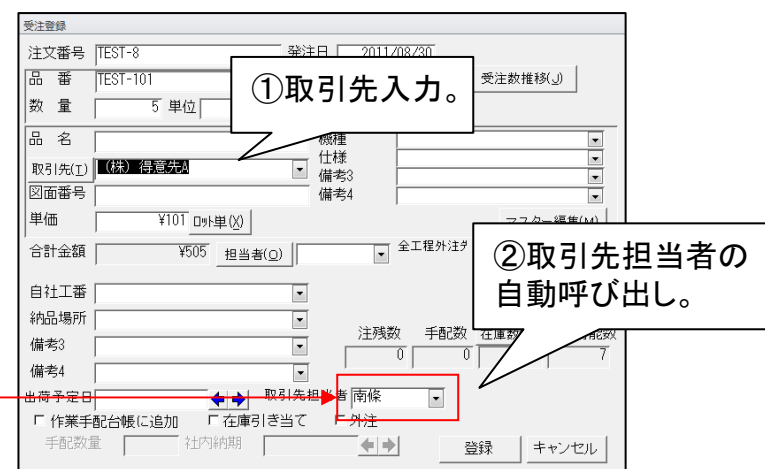 受注登録
注文番号 TEST-8 発注日 2011/08/30
品 番 TEST-101 受注数推移(J)
数 量 5 単位
①取引先入力。
品 名 機種
仕様
取引先(T) (株) 得意先A 備考3
図面番号 備考4
単価 ¥101 ロット単(X) マスター編集(M)
合計金額 ¥505 担当者(O) 全工程外注
②取引先担当者の
自動呼び出し。
自社工番
納品場所
注残数 手配数 在庫数
備考3 0 0 7
備考4
出荷予定日 取引先担当者 南條
作業手配台帳に追加 在庫引き当て 外注
手配数量 社内納期 登録 キャンセル